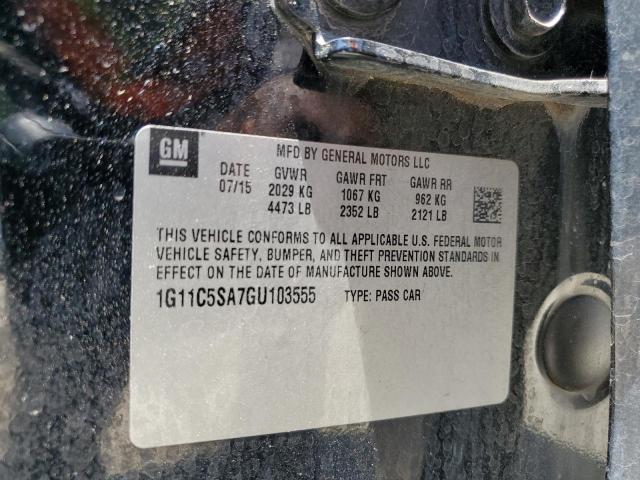 GM
MFD BY GENERAL MOTORS LLC
DATE GVWR GAWR FRT GAWR RR
07/15 2029 KG 1067 KG 962 KG
4473 LB 2352 LB 2121 LB
THIS VEHICLE CONFORMS TO ALL APPLICABLE U.S. FEDERAL MOTOR
VEHICLE SAFETY, BUMPER, AND THEFT PREVENTION STANDARDS IN
EFFECT ON THE DATE OF MANUFACTURE SHOWN ABOVE.
1G11C5SA7GU103555 TYPE: PASS CAR